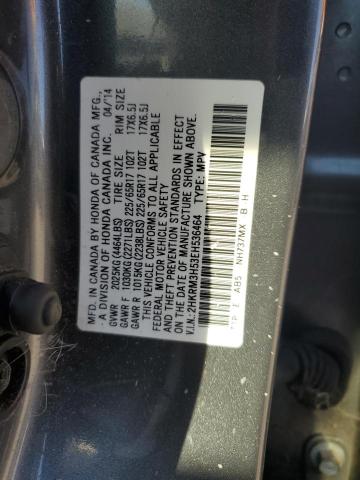 MFD. IN CANADA BY HONDA OF CANADA MFG.,
A DIVISION OF HONDA CANADA INC. 04/'14
GVWR 2025KG (4464LBS) TIRE SIZE RIM SIZE
GAWR F 1030KG (2271LBS) 225/65R17 102T 17X6.5J
GAWR R 1015KG (2238LBS) 225/65R17 102T 17X6.5J
THIS VEHICLE CONFORMS TO ALL APPLICABLE
FEDERAL MOTOR VEHICLE SAFETY
STANDARDS IN EFFECT ON THE DATE OF MANUFACTURE SHOWN ABOVE.
V.I.N.: 2HKRM3H53EH536464 TYPE: MPV
AB5 NH737MX B H